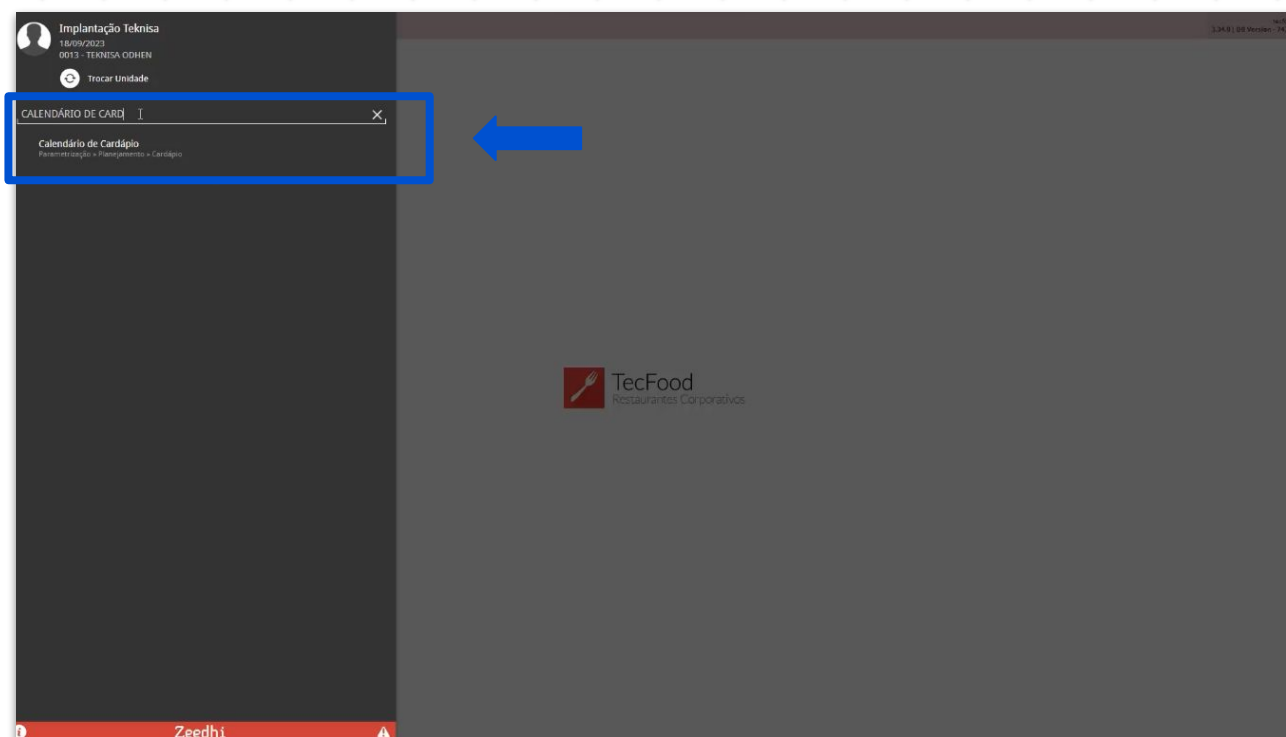 Implantação Teknisa
18/09/2023
0013 - TEKNISA ODHEN
Trocar Unidade
CALENDÁRIO DE CARD
Calendário de Cardápio
Parametrização » Planejamento » Cardápio
TecFood
Restaurantes Corporativos
Zeedhi